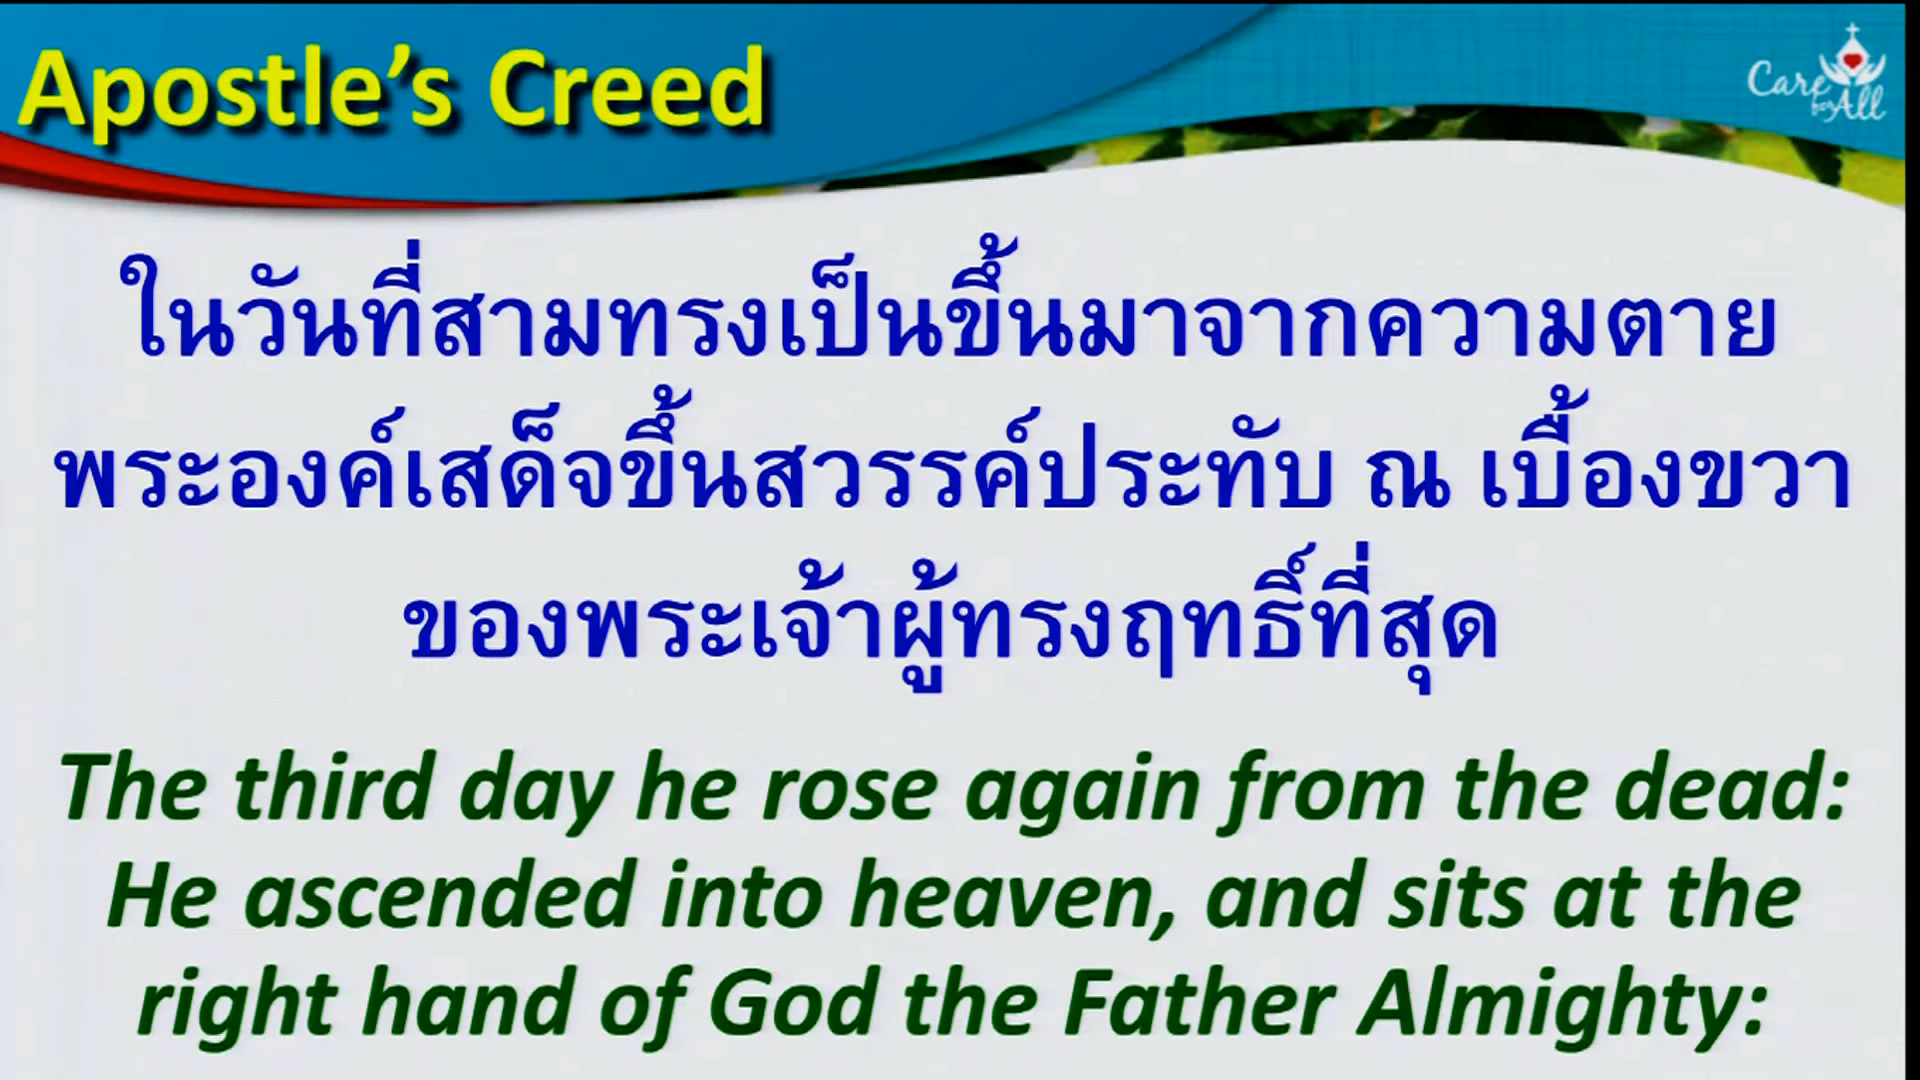 Apostle’s Creed
Care
for All
ในวันที่สามทรงเป็นขึ้นมาจากความตาย
พระองค์เสด็จขึ้นสวรรค์ประทับ ณ เบื้องขวา
ของพระเจ้าผู้ทรงฤทธิ์ที่สุด
The third day he rose again from the dead:
He ascended into heaven, and sits at the
right hand of God the Father Almighty: